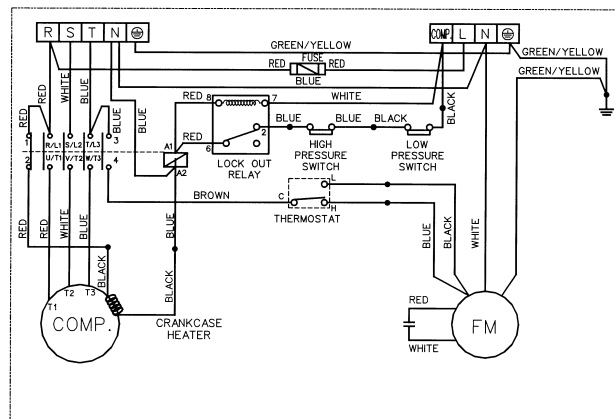 R S T N
COMP. L N
GREEN/YELLOW
FUSE
RED RED
BLUE
GREEN/YELLOW
GREEN/YELLOW
RED 8 7 WHITE
RED
WHITE
RED
BLUE
BLUE
BLACK
1 R/L1 S/L2 T/L3 3
2 U/T1 V/T2 W/T3 4
A1
A2
RED
6
2
BLUE BLUE BLACK
LOCK OUT
RELAY
HIGH
PRESSURE
SWITCH
LOW
PRESSURE
SWITCH
BROWN
C
L
H
THERMOSTAT
RED
RED
WHITE
BLUE
BLUE
BLACK
BLACK
BLUE
BLACK
WHITE
T1 T2 T3
COMP.
CRANKCASE
HEATER
RED
WHITE
FM